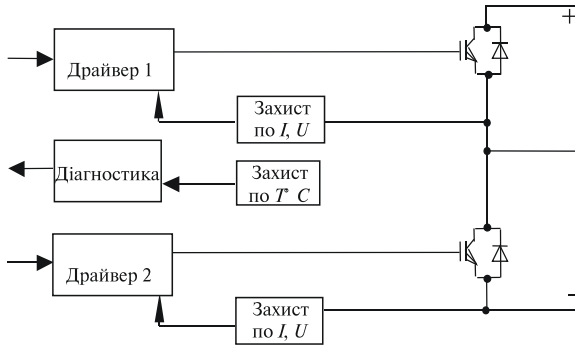 +
Драйвер 1
Захист
по I, U
Діагностика
Захист
по T° C
Драйвер 2
Захист
по I, U
−